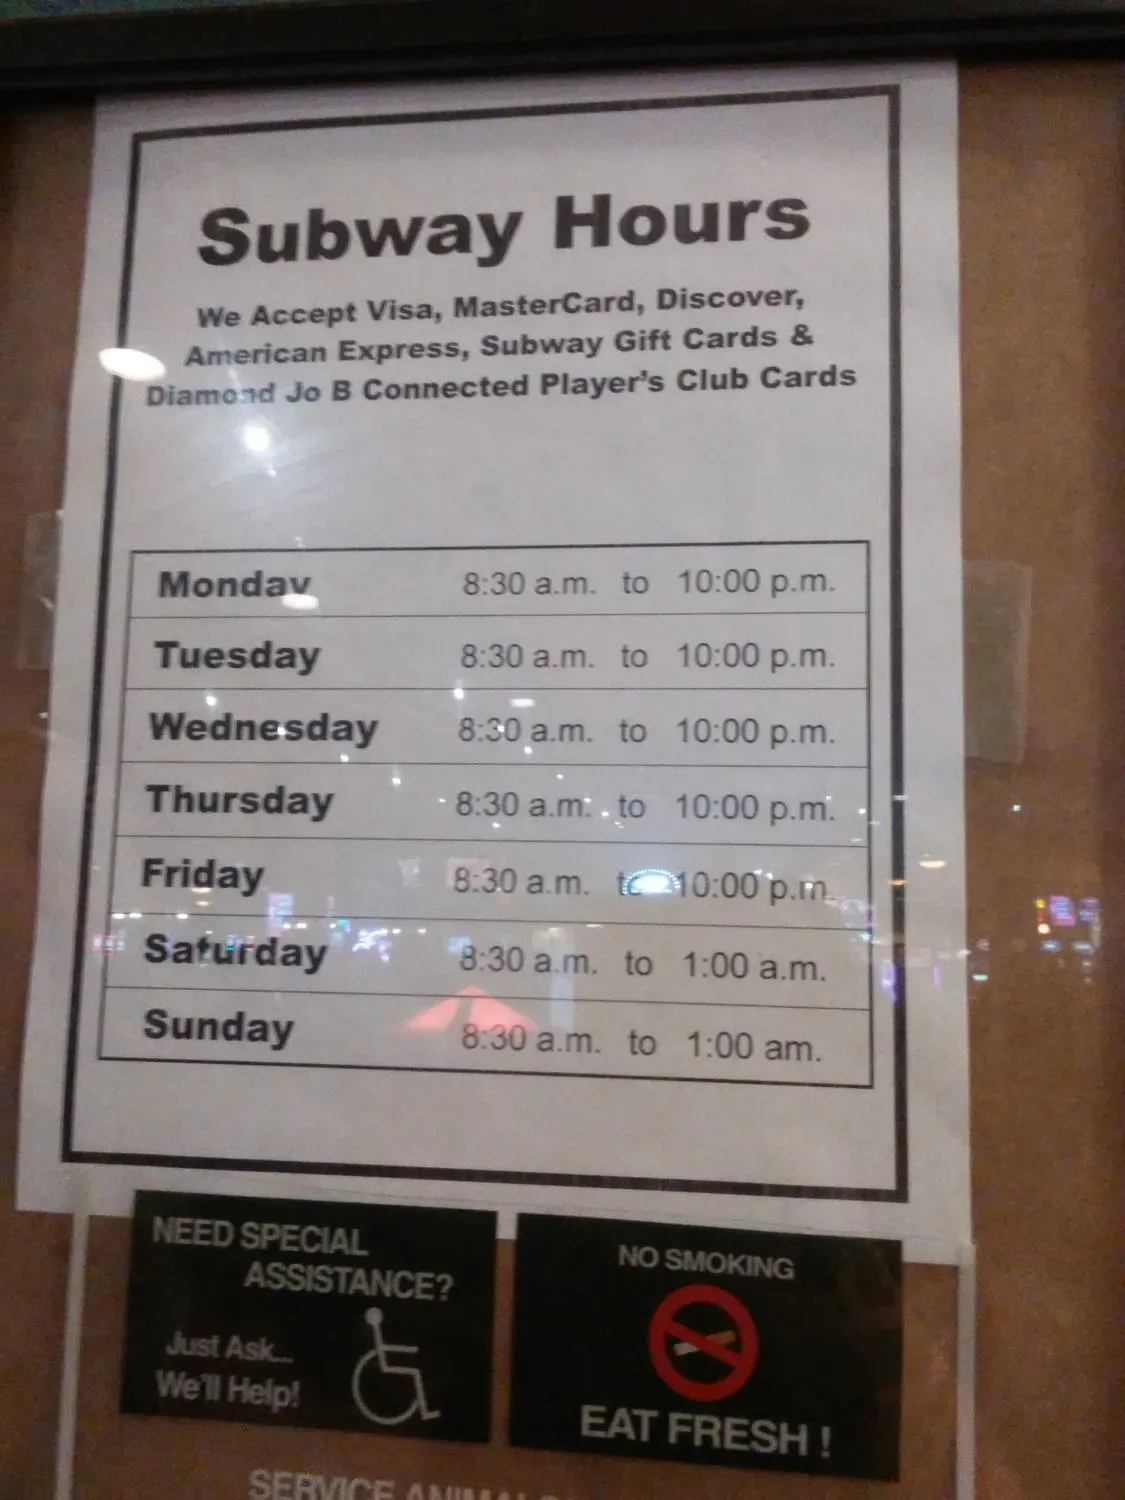 Subway Hours
We Accept Visa, MasterCard, Discover,
American Express, Subway Gift Cards &
Diamond Jo B Connected Player's Club Cards
Monday 8:30 a.m. to 10:00 p.m.
Tuesday 8:30 a.m. to 10:00 p.m.
Wednesday 8:30 a.m. to 10:00 p.m.
Thursday 8:30 a.m. to 10:00 p.m.
Friday 8:30 a.m. to 10:00 p.m.
Saturday 8:30 a.m. to 1:00 a.m.
Sunday 8:30 a.m. to 1:00 am.
NEED SPECIAL
ASSISTANCE?
Just Ask...
We'll Help!
NO SMOKING
EAT FRESH !
SERVICE ANIMALS